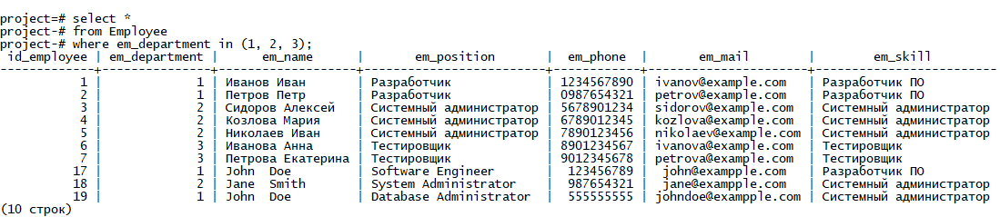 project=# select *
project-# from Employee
project-# where em_department in (1, 2, 3);
 id_employee | em_department |     em_name      |      em_position        |  em_phone  |      em_mail       |        em_skill
-------------+---------------+------------------+-------------------------+------------+--------------------+-------------------------
           1 |             1 | Иванов Иван      | Разработчик             | 1234567890 | ivanov@example.com   | Разработчик ПО
           2 |             1 | Петров Петр      | Разработчик             | 0987654321 | petrov@example.com   | Разработчик ПО
           3 |             2 | Сидоров Алексей  | Системный администратор | 5678901234 | sidorov@example.com  | Системный администратор
           4 |             2 | Козлова Мария    | Системный администратор | 6789012345 | kozlova@example.com  | Системный администратор
           5 |             2 | Николаев Иван    | Системный администратор | 7890123456 | nikolaev@example.com | Системный администратор
           6 |             3 | Иванова Анна     | Тестировщик             | 8901234567 | ivanova@example.com  | Тестировщик
           7 |             3 | Петрова Екатерина | Тестировщик             | 9012345678 | petrova@example.com  | Тестировщик
          17 |             1 | John  Doe        | Software Engineer       |  123456789 |  john@exampple.com   | Разработчик ПО
          18 |             2 | Jane  Smith      | System Administrator    |  987654321 |  jane@exampple.com   | Системный администратор
          19 |             1 | John  Doe        | Database Administrator  |  555555555 | johndoe@exampple.com | Системный администратор
(10 строк)